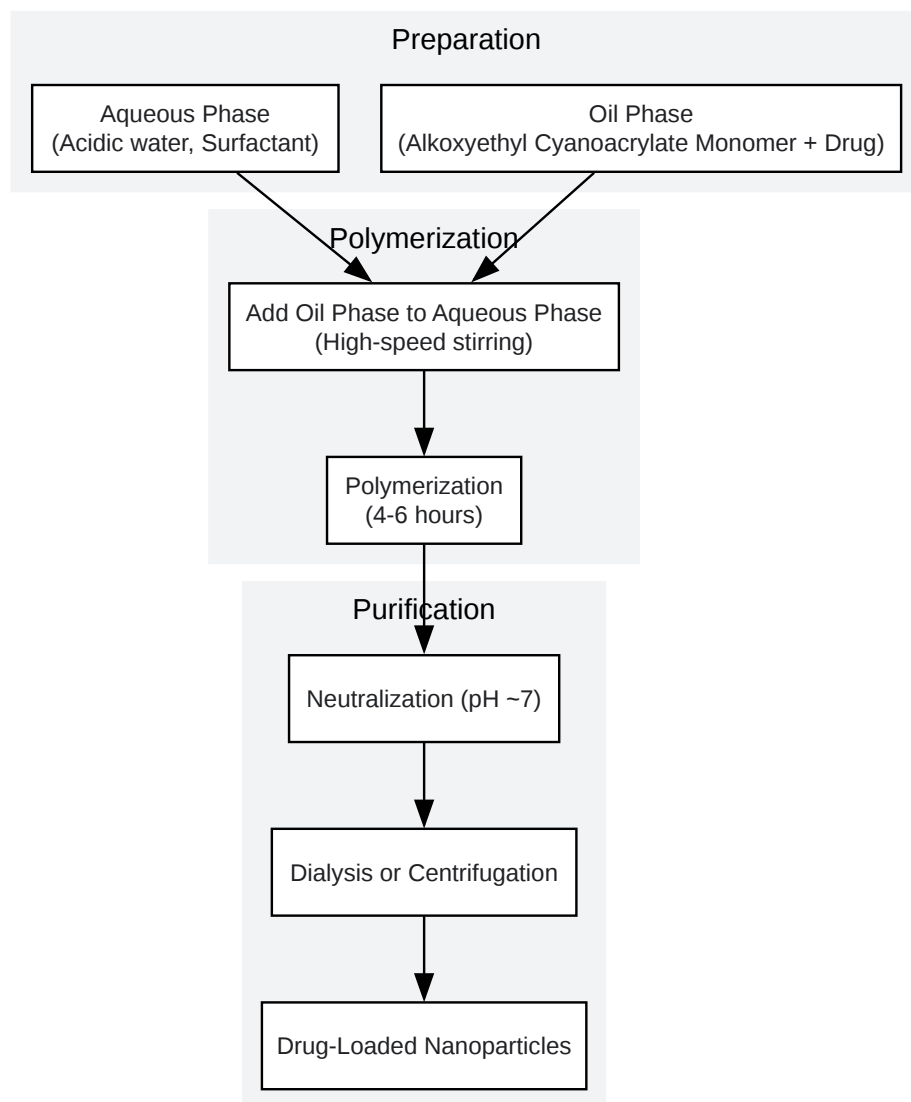 Preparation
Aqueous Phase
(Acidic water, Surfactant)
Oil Phase
(Alkoxyethyl Cyanoacrylate Monomer + Drug)
Polymerization
Add Oil Phase to Aqueous Phase
(High-speed stirring)
Polymerization
(4-6 hours)
Purification
Neutralization (pH ~7)
Dialysis or Centrifugation
Drug-Loaded Nanoparticles